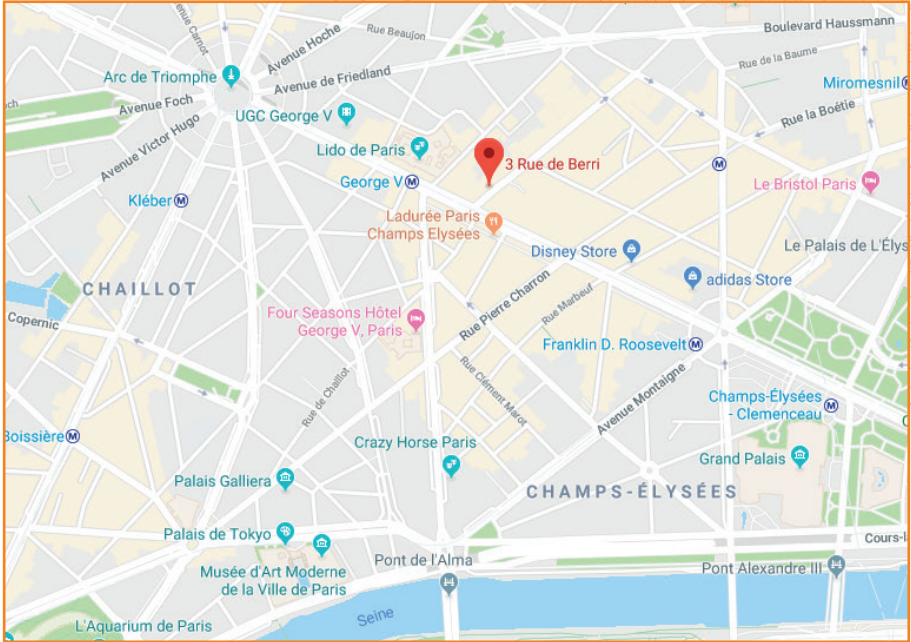 Boulevard Haussmann
Rue Beaujon
Avenue Hoche
Avenue Carnot
Rue de la Baume
Arc de Triomphe
Avenue de Friedland
Miromesnil
Avenue Foch
UGC George V
Rue la Boétie
Avenue Victor Hugo
Lido de Paris
3 Rue de Berri
George V
Le Bristol Paris
Kléber
Ladurée Paris
Champs Elysées
Disney Store
Le Palais de L'Élys
adidas Store
CHAILLOT
Rue Pierre Charron
Rue Marbeuf
Four Seasons Hôtel
George V, Paris
Copernic
Franklin D. Roosevelt
Rue de Chaillot
Rue Clément Marot
Avenue Montaigne
Champs-Élysées
- Clemenceau
Boissière
Crazy Horse Paris
Grand Palais
Palais Galliera
CHAMPS-ÉLYSÉES
Palais de Tokyo
Cours-la
Musée d'Art Moderne
de la Ville de Paris
Pont de l'Alma
Pont Alexandre III
Seine
L'Aquarium de Paris